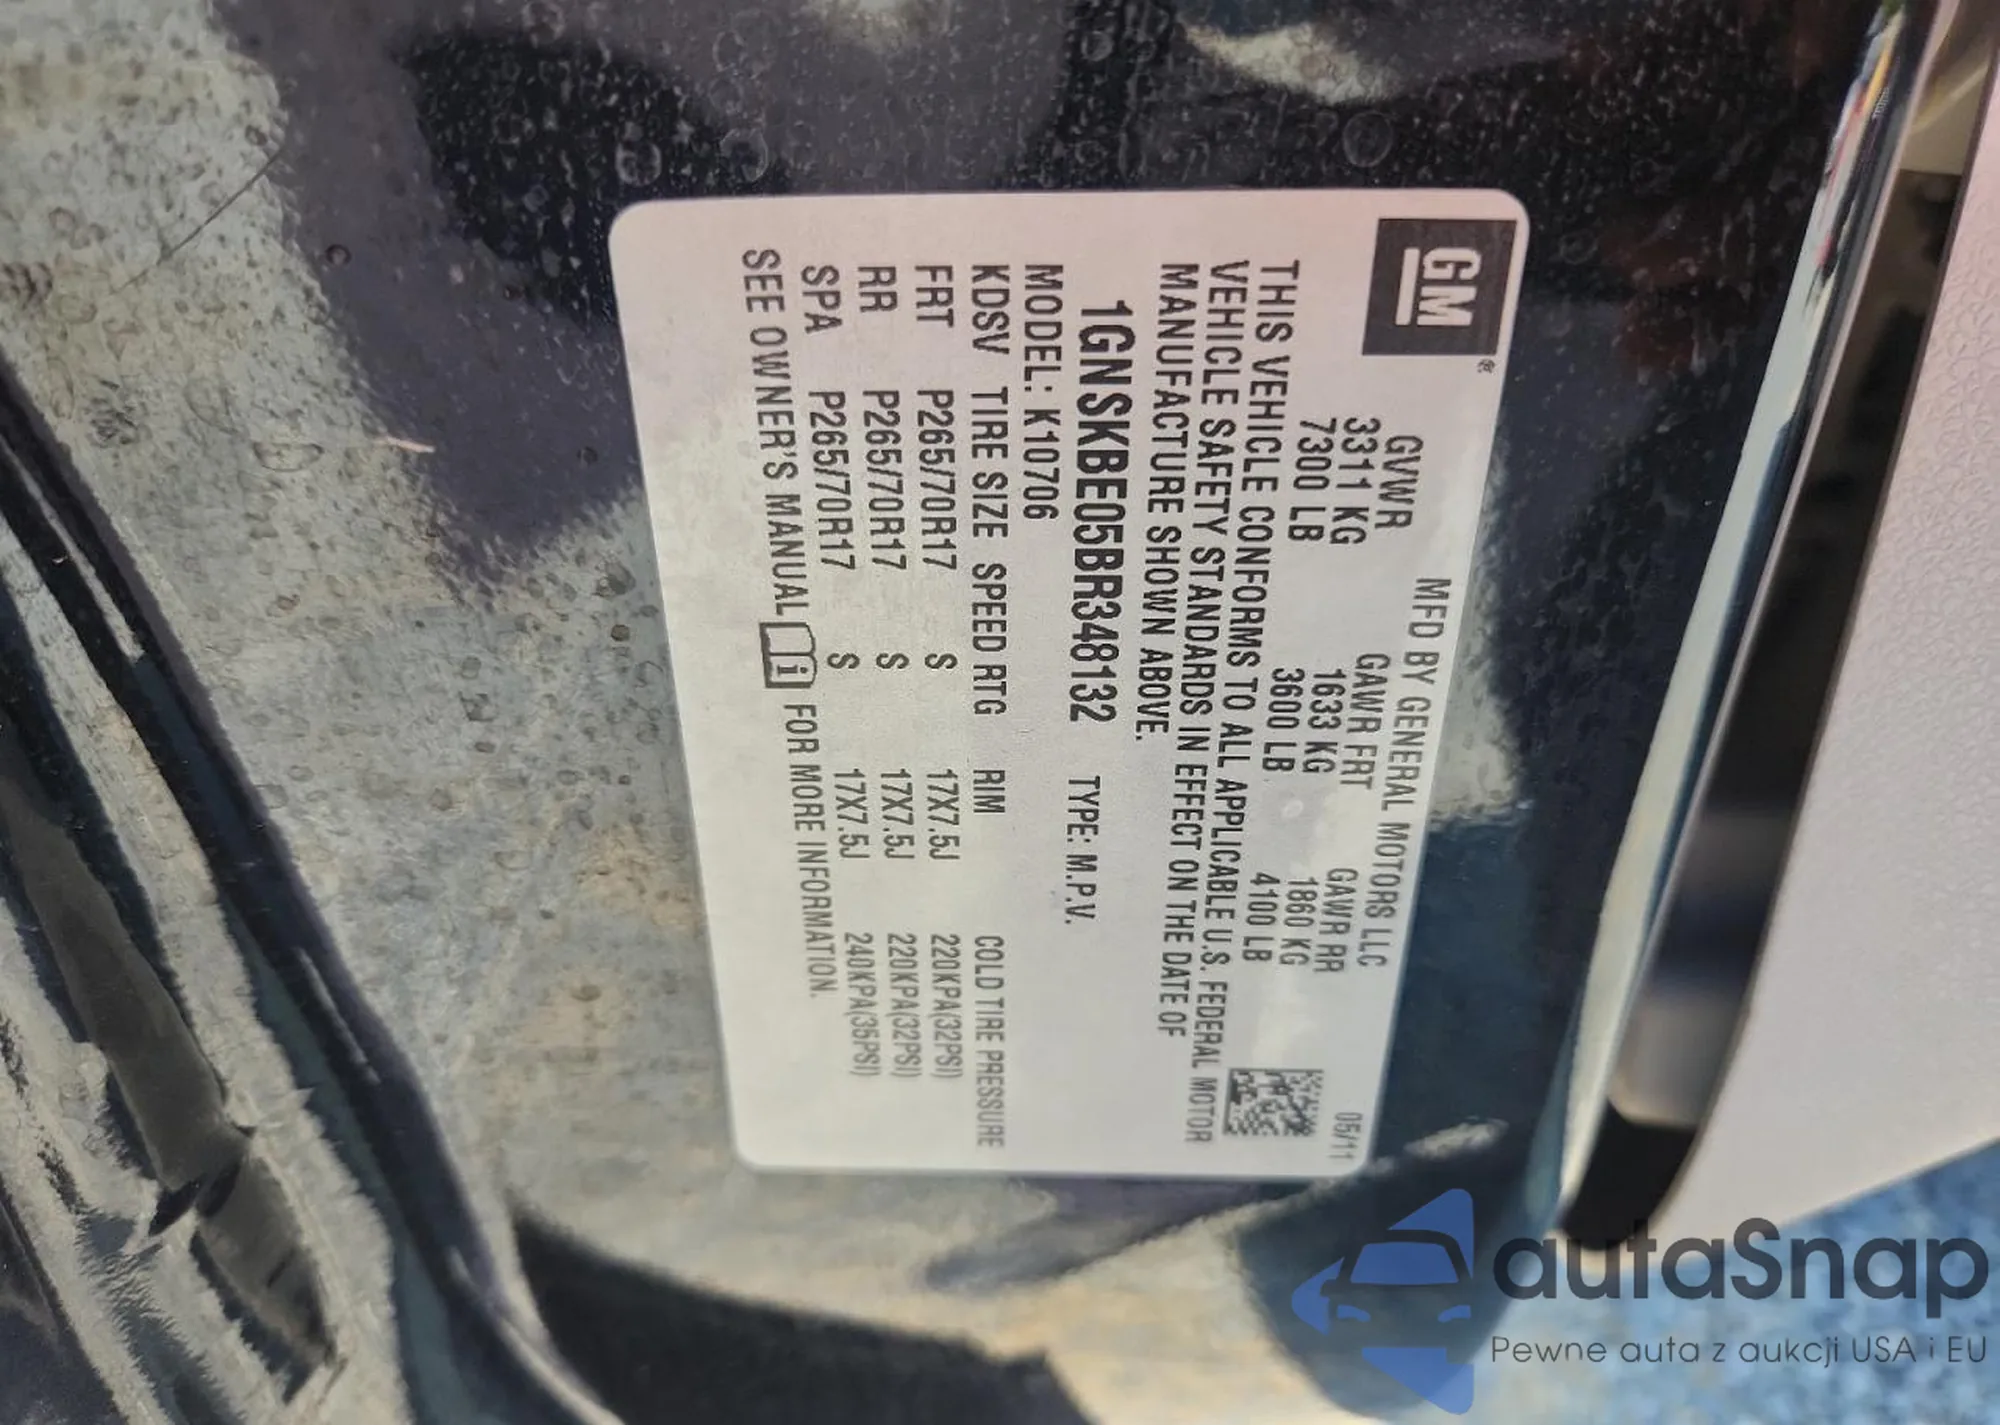 GM®
MFD BY GENERAL MOTORS LLC 05/11
GVWR GAWR FRT GAWR RR
3311 KG 1633 KG 1860 KG
7300 LB 3600 LB 4100 LB
THIS VEHICLE CONFORMS TO ALL APPLICABLE U.S. FEDERAL MOTOR
VEHICLE SAFETY STANDARDS IN EFFECT ON THE DATE OF
MANUFACTURE SHOWN ABOVE.
1GNSKBE05BR348132 TYPE: M.P.V.
MODEL: K10706
KDSV TIRE SIZE SPEED RTG RIM COLD TIRE PRESSURE
FRT P265/70R17 S 17X7.5J 220KPA(32PSI)
RR P265/70R17 S 17X7.5J 220KPA(32PSI)
SPA P265/70R17 S 17X7.5J 240KPA(35PSI)
SEE OWNER'S MANUAL i FOR MORE INFORMATION.
autaSnap
Pewne auta z aukcji USA i EU